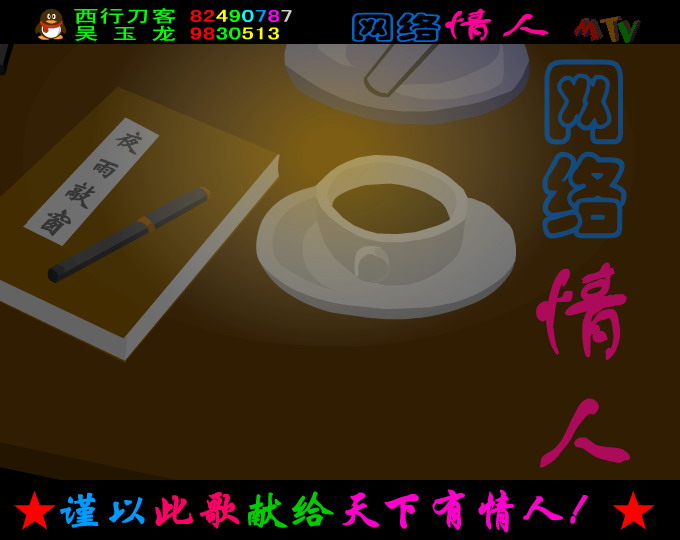 西行刀客 82490787
吴玉龙 9830513
网络情人 MTV
夜雨敲窗
网络情人
谨以此歌献给天下有情人！